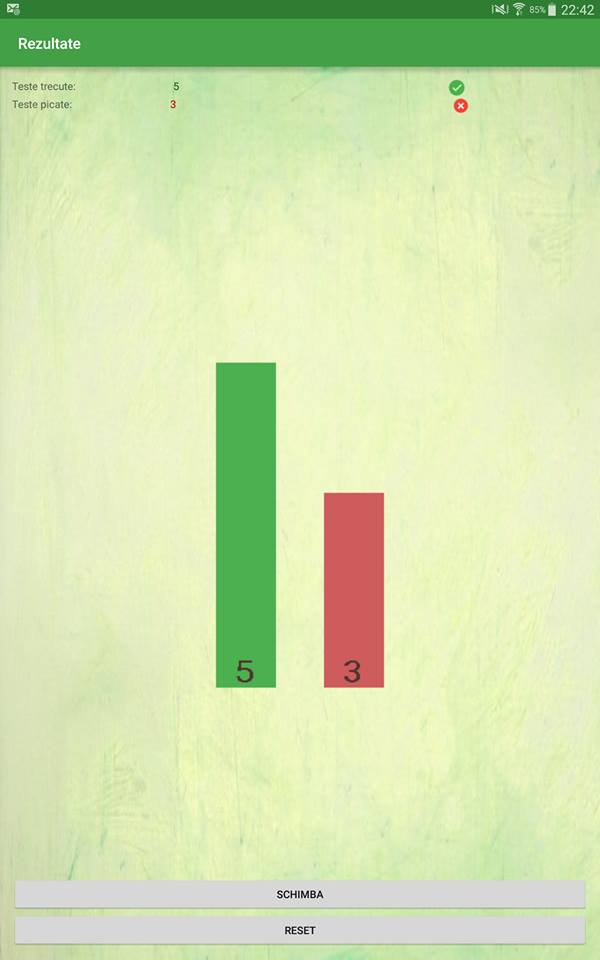 85% 22:42
Rezultate
Teste trecute: 5
Teste picate: 3
5 3
SCHIMBA
RESET